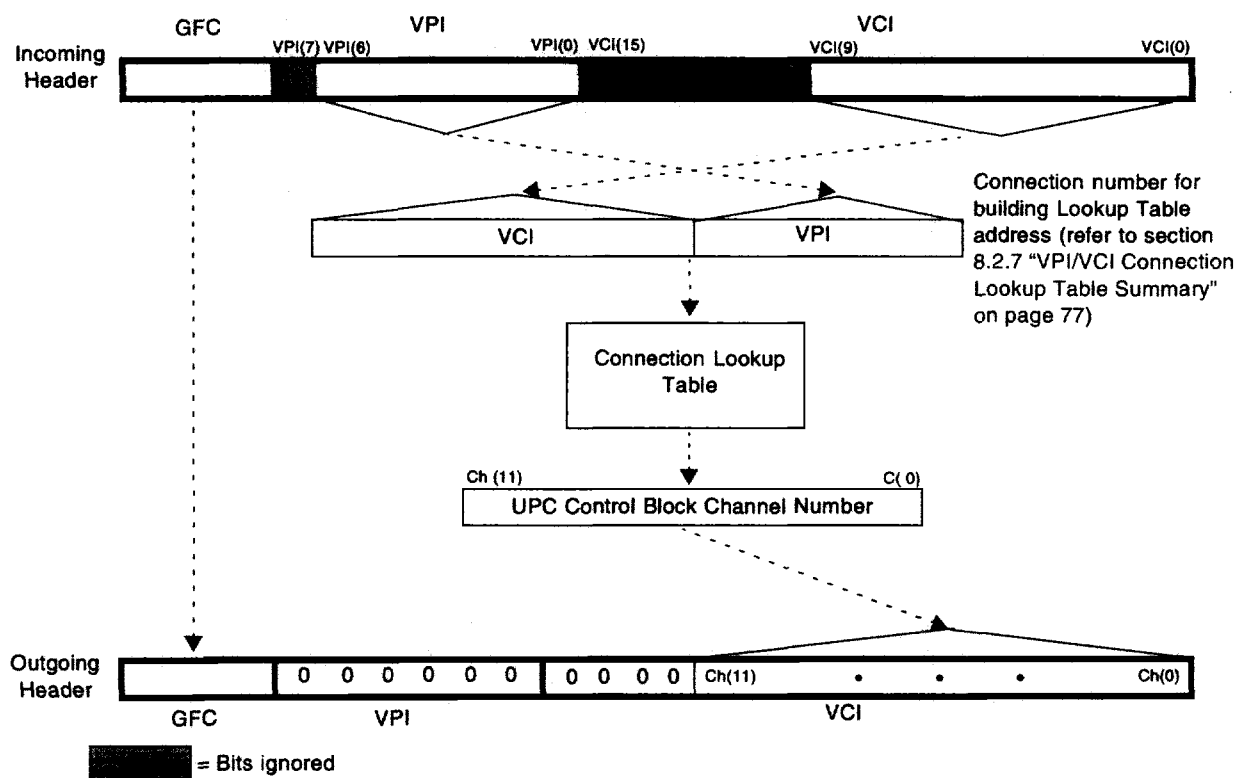 GFC VPI VCI
Incoming Header
VPI(7) VPI(6) VPI(0) VCI(15) VCI(9) VCI(0)
VCI VPI
Connection number for
building Lookup Table
address (refer to section
8.2.7 “VPI/VCI Connection
Lookup Table Summary”
on page 77)
Connection Lookup
Table
Ch (11) C( 0)
UPC Control Block Channel Number
Outgoing
Header
0 0 0 0 0 0 0 0 0 0 Ch(11) • • • Ch(0)
GFC VPI VCI
= Bits ignored